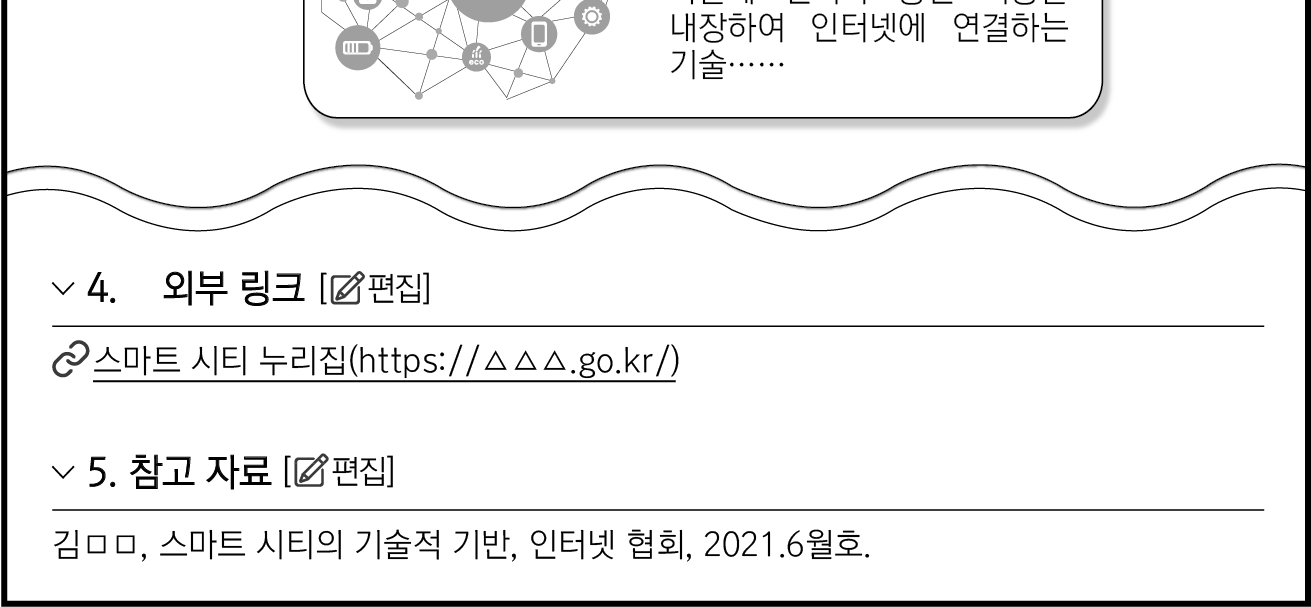 내장하여 인터넷에 연결하는
기술……
eco
4. 외부 링크 [편집]
스마트 시티 누리집(https://△△△.go.kr/)
5. 참고 자료 [편집]
김□□, 스마트 시티의 기술적 기반, 인터넷 협회, 2021.6월호.